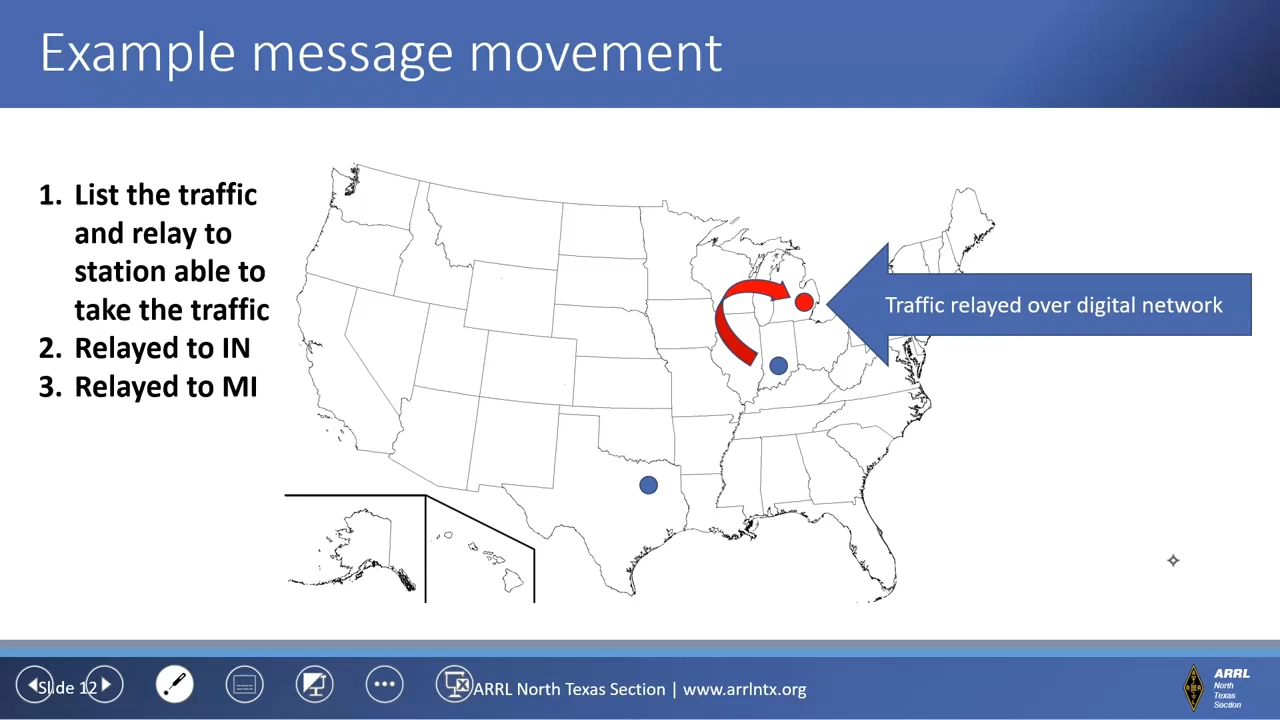 Example message movement
1. List the traffic
and relay to
station able to
take the traffic
2. Relayed to IN
3. Relayed to MI
Traffic relayed over digital network
Slide 12
ARRL North Texas Section | www.arrlntx.org
ARRL
North
Texas
Section